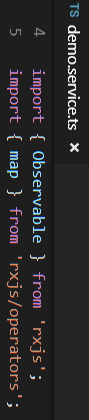 TS demo.service.ts ×
4 import { Observable } from 'rxjs';
5 import { map } from 'rxjs/operators';